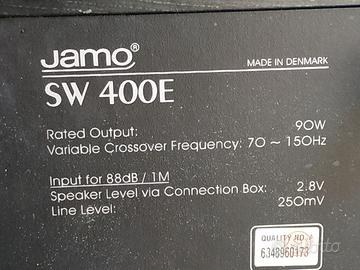 Jamo®
MADE IN DENMARK
SW 400E
Rated Output: 90W
Variable Crossover Frequency: 70 ~ 150Hz
Input for 88dB / 1M
Speaker Level via Connection Box: 2.8V
Line Level: 250mV
QUALITY NO.
6348960173